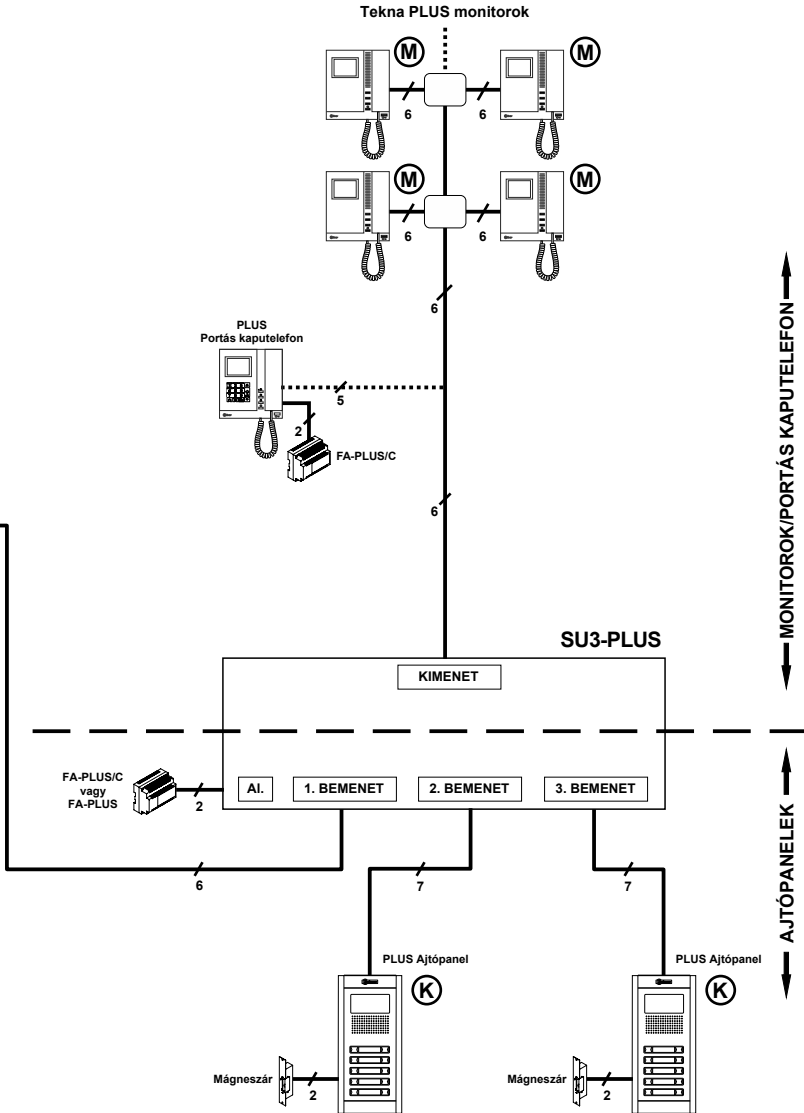 Tekna PLUS monitorok
M
M
6
6
M
M
6
6
6
PLUS
Portás kaputelefon
5
2
FA-PLUS/C
6
MONITOROK/PORTÁS KAPUTELEFON
SU3-PLUS
KIMENET
FA-PLUS/C
vagy
FA-PLUS
2
AI.
1. BEMENET
2. BEMENET
3. BEMENET
6
7
7
AJTÓPANELEK
PLUS Ajtópanel
K
PLUS Ajtópanel
K
Mágneszár
2
Mágneszár
2